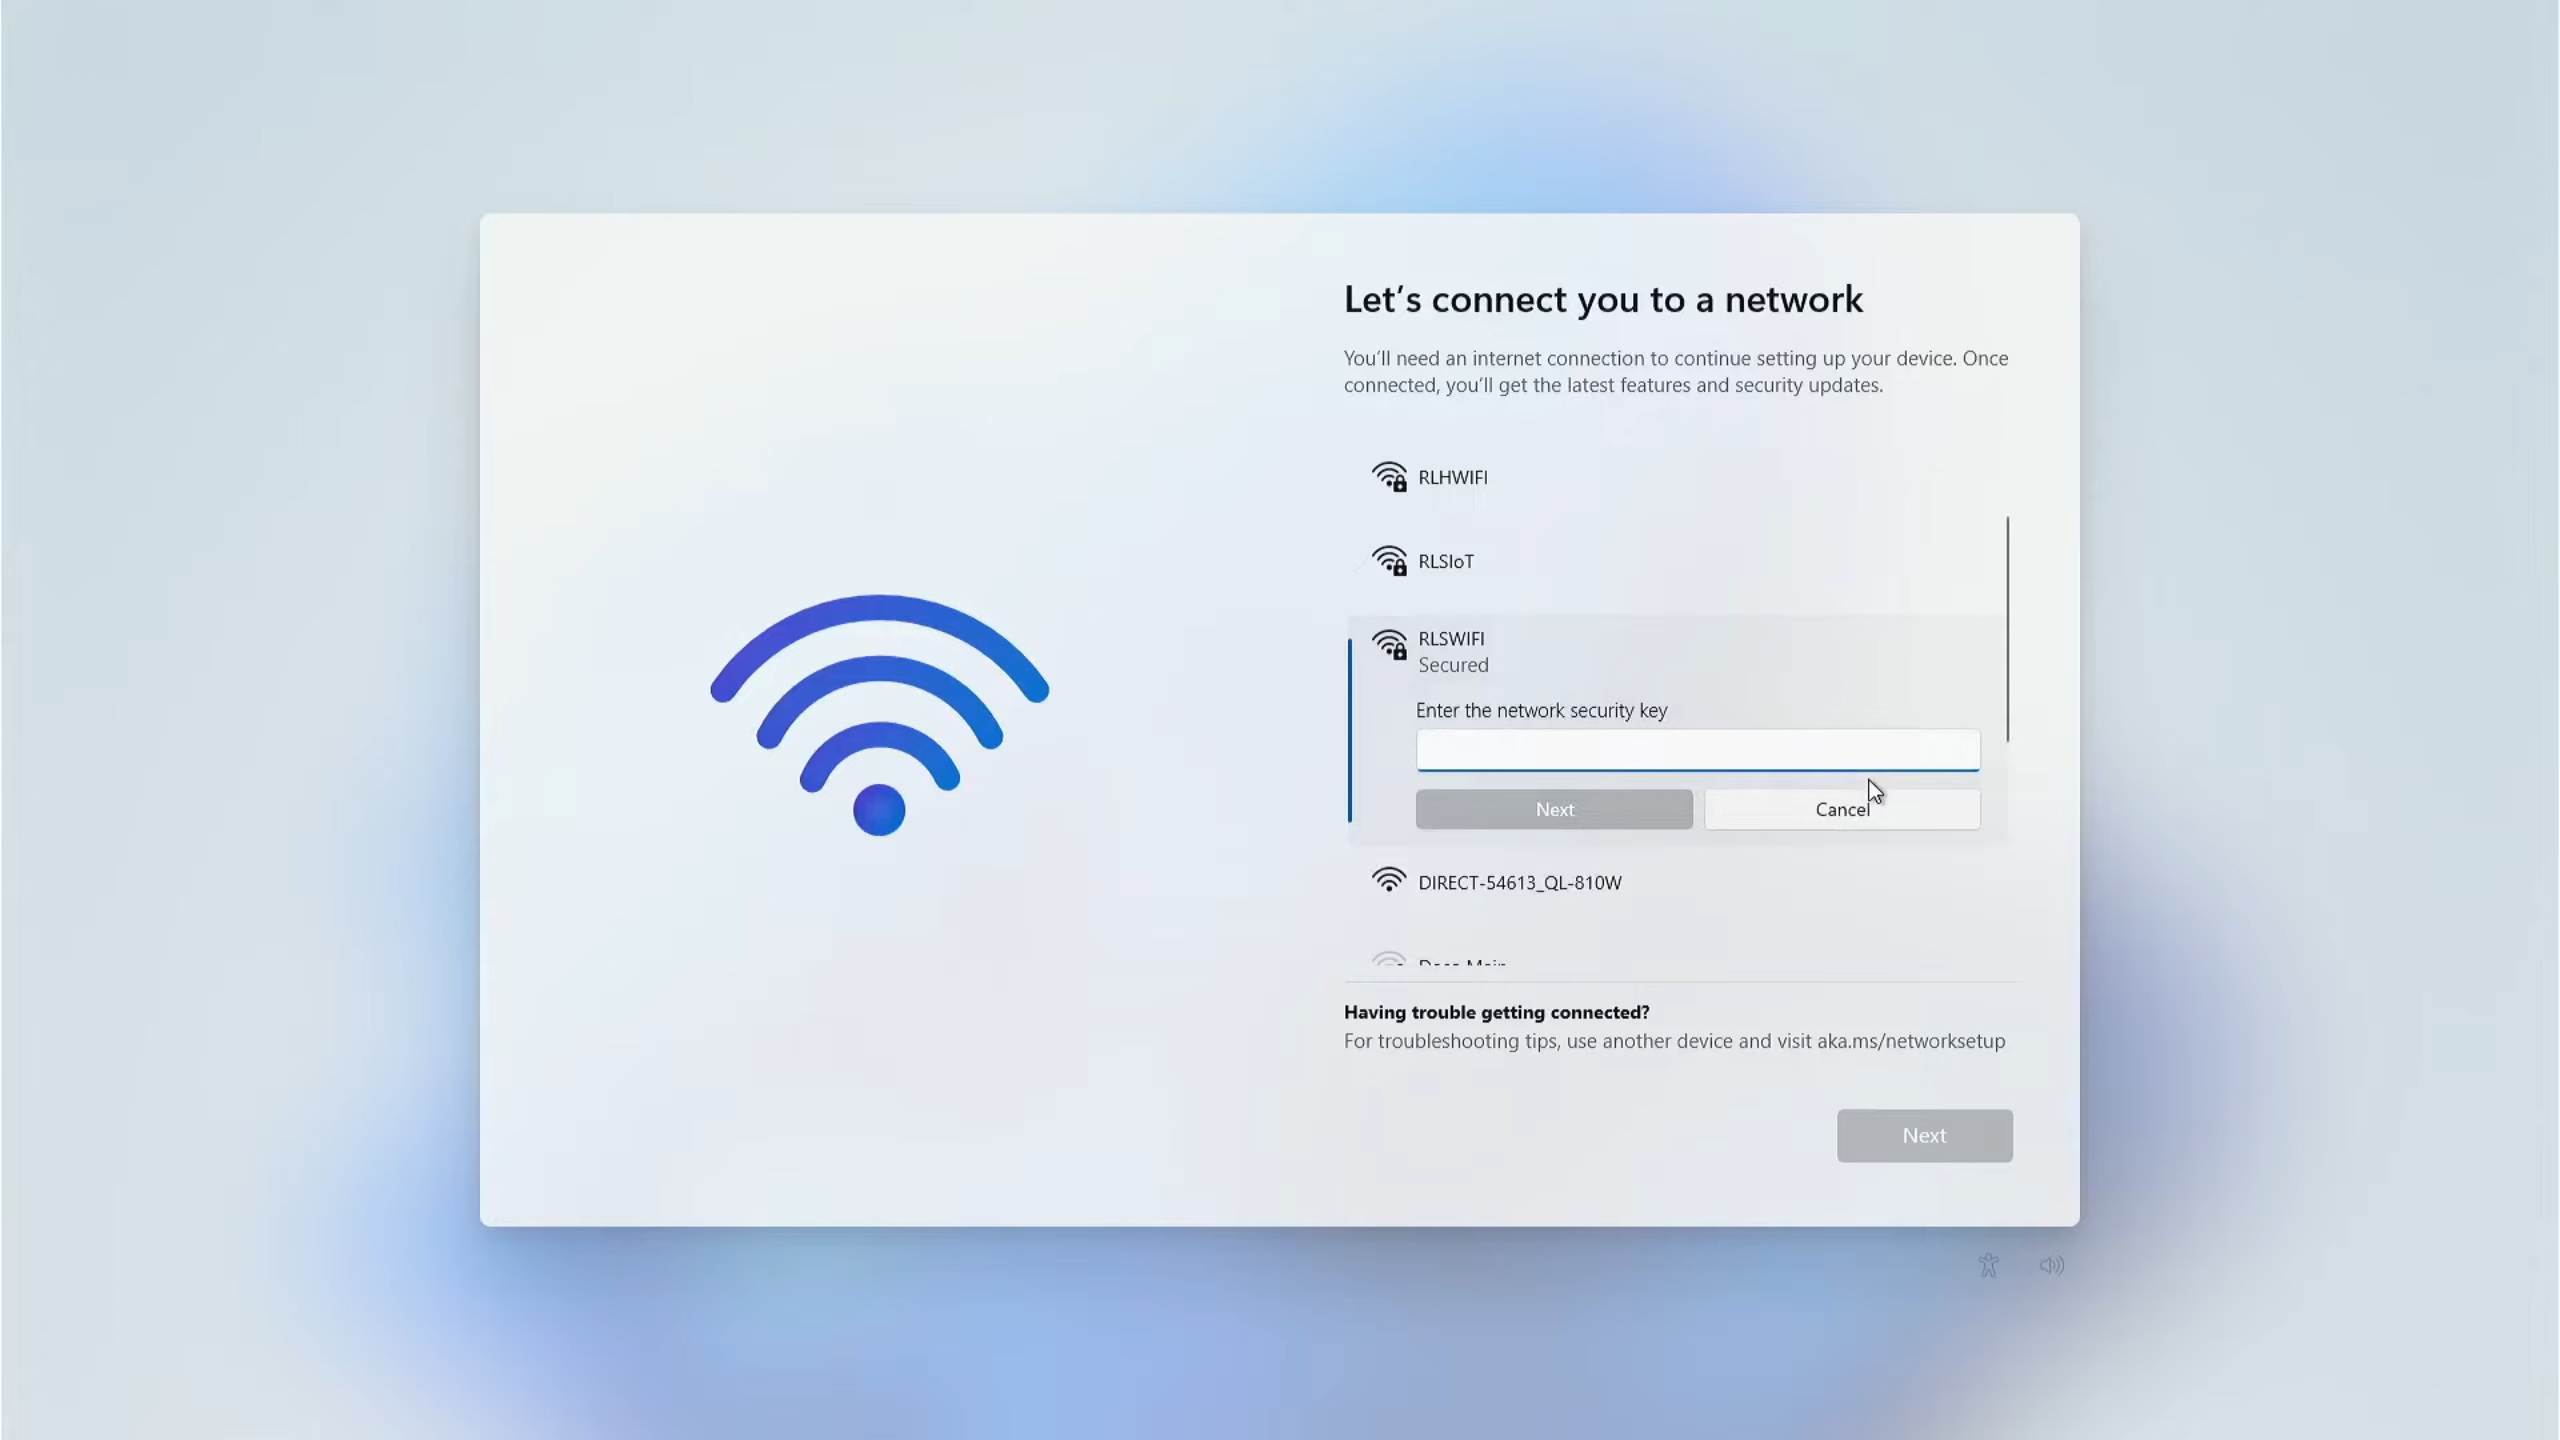 Let's connect you to a network
You'll need an internet connection to continue setting up your device. Once
connected, you'll get the latest features and security updates.
RLHWIFI
RLSIoT
RLSWIFI
Secured
Enter the network security key
Next
Cancel
DIRECT-54613_QL-810W
Having trouble getting connected?
For troubleshooting tips, use another device and visit aka.ms/networksetup
Next